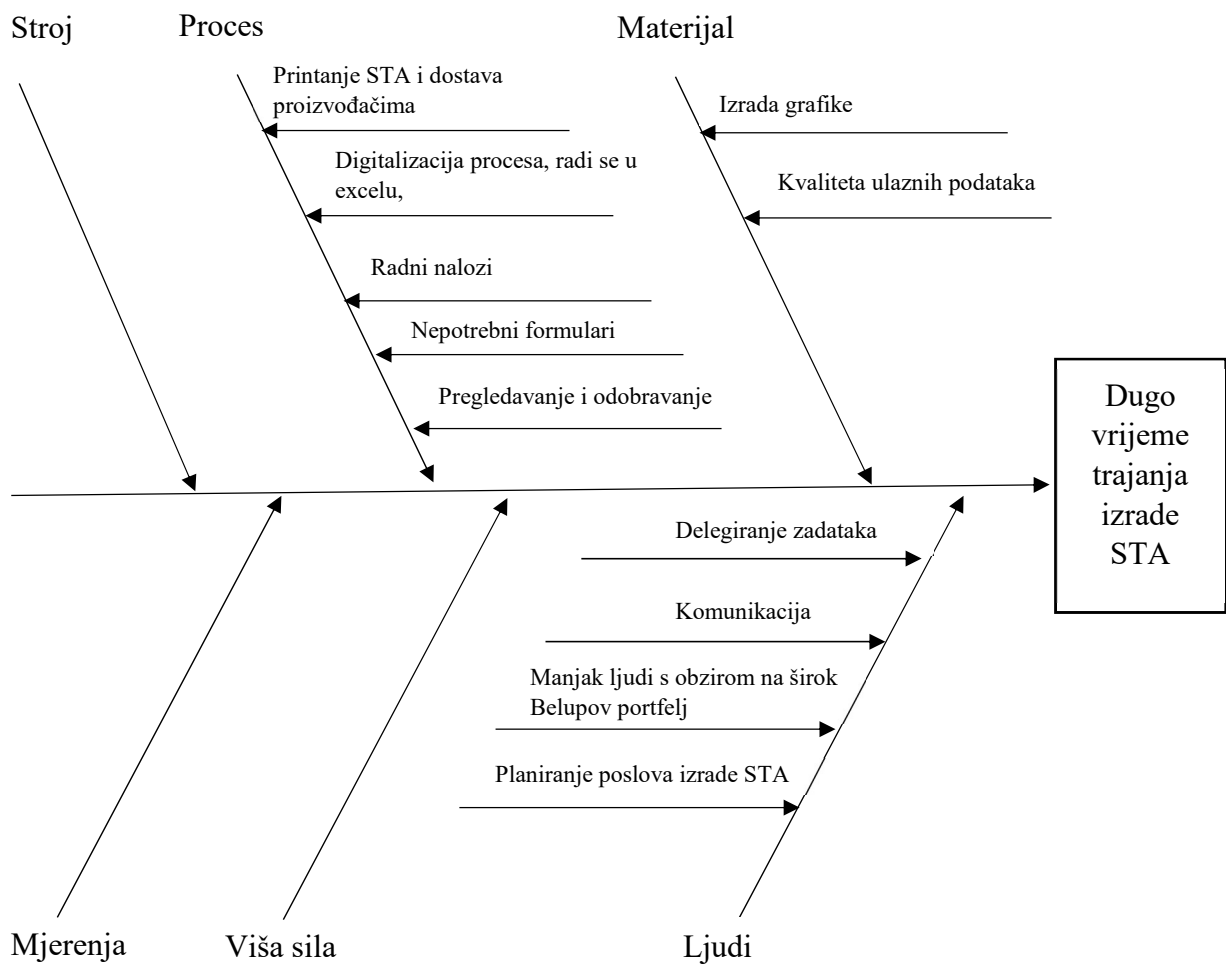 Stroj
Proces
Materijal
Printanje STA i dostava
proizvođačima
Izrada grafike
Digitalizacija procesa, radi se u
excelu,
Kvaliteta ulaznih podataka
Radni nalozi
Nepotrebni formulari
Pregledavanje i odobravanje
Dugo
vrijeme
trajanja
izrade
STA
Delegiranje zadataka
Komunikacija
Manjak ljudi s obzirom na širok
Belupov portfelj
Planiranje poslova izrade STA
Mjerenja
Viša sila
Ljudi